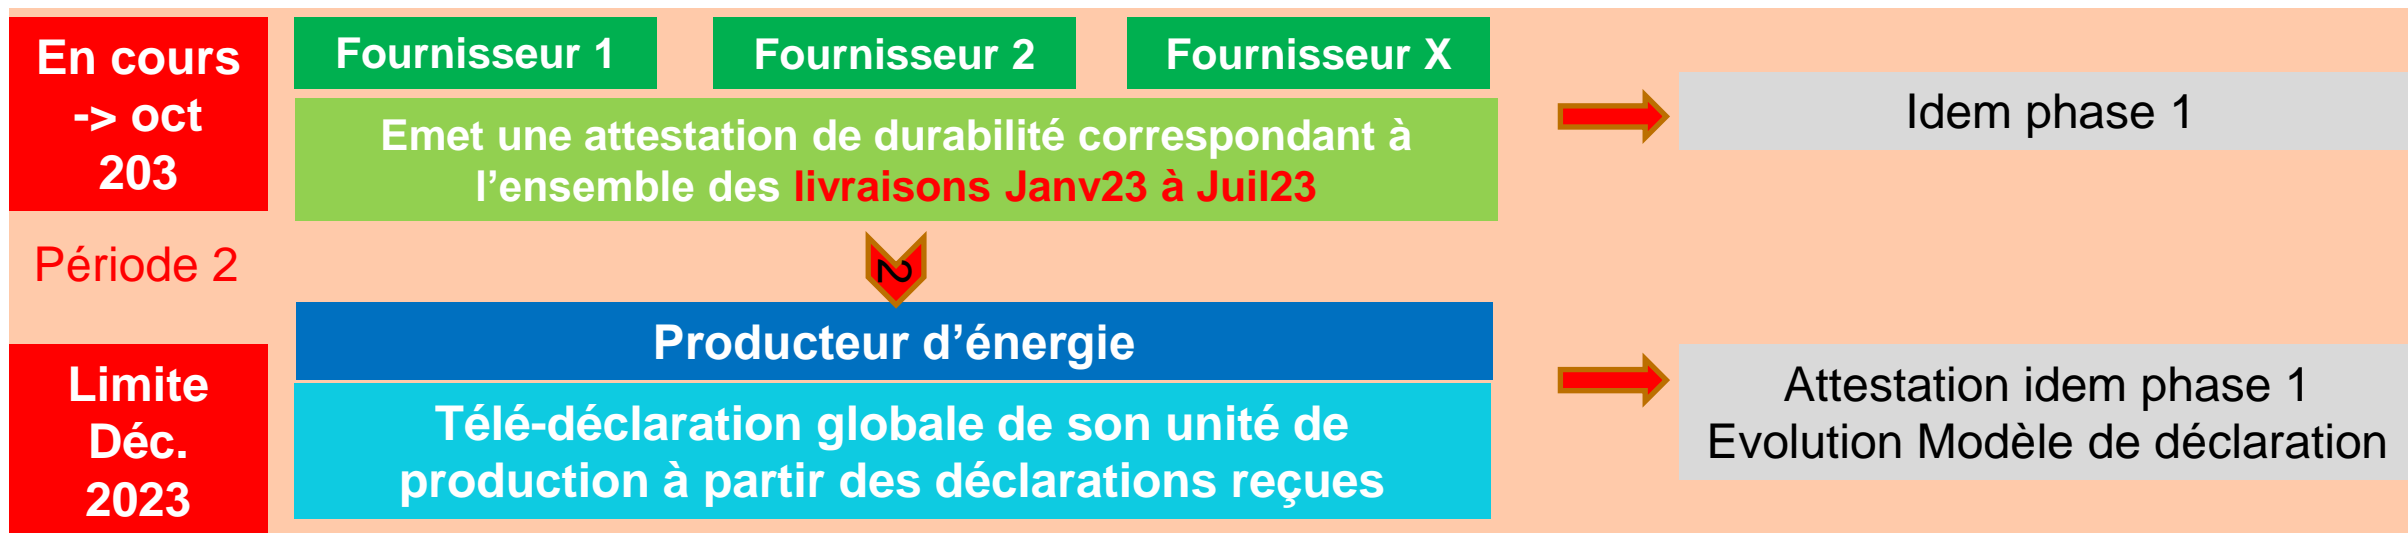 En cours
-> oct
203
Fournisseur 1
Fournisseur 2
Fournisseur X
Emet une attestation de durabilité correspondant à
l’ensemble des livraisons Janv23 à Juil23
Idem phase 1
Période 2
2
Producteur d’énergie
Limite
Déc.
2023
Télé-déclaration globale de son unité de
production à partir des déclarations reçues
Attestation idem phase 1
Evolution Modèle de déclaration